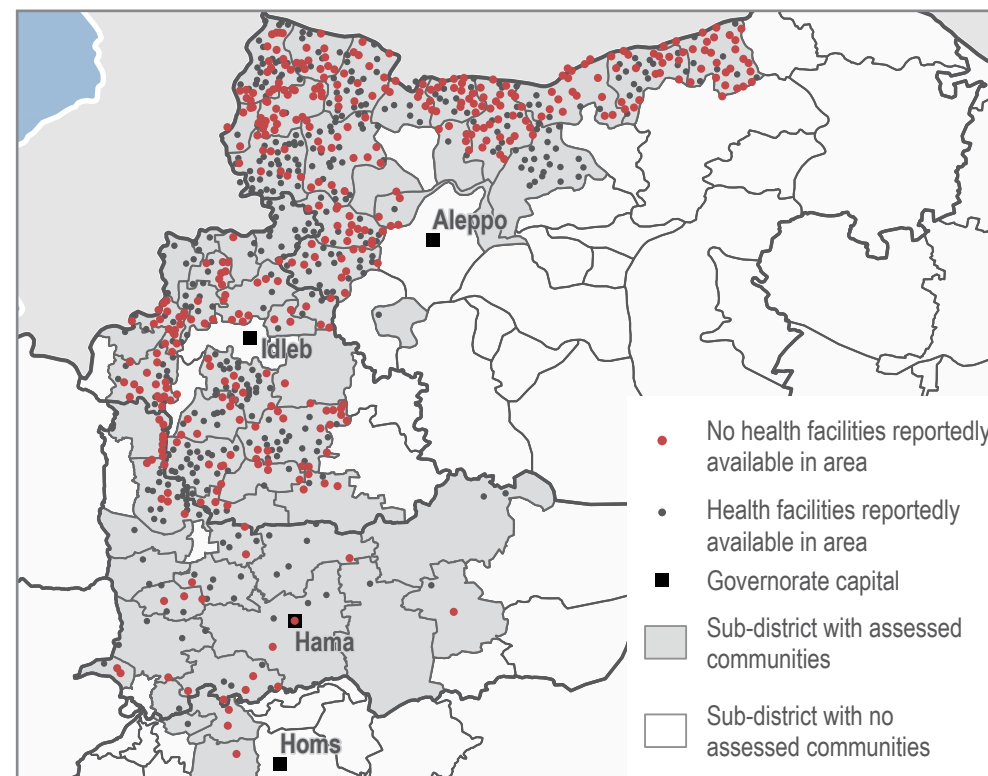 Aleppo
Idleb
Hama
Homs
No health facilities reportedly
available in area
Health facilities reportedly
available in area
Governorate capital
Sub-district with assessed
communities
Sub-district with no
assessed communities